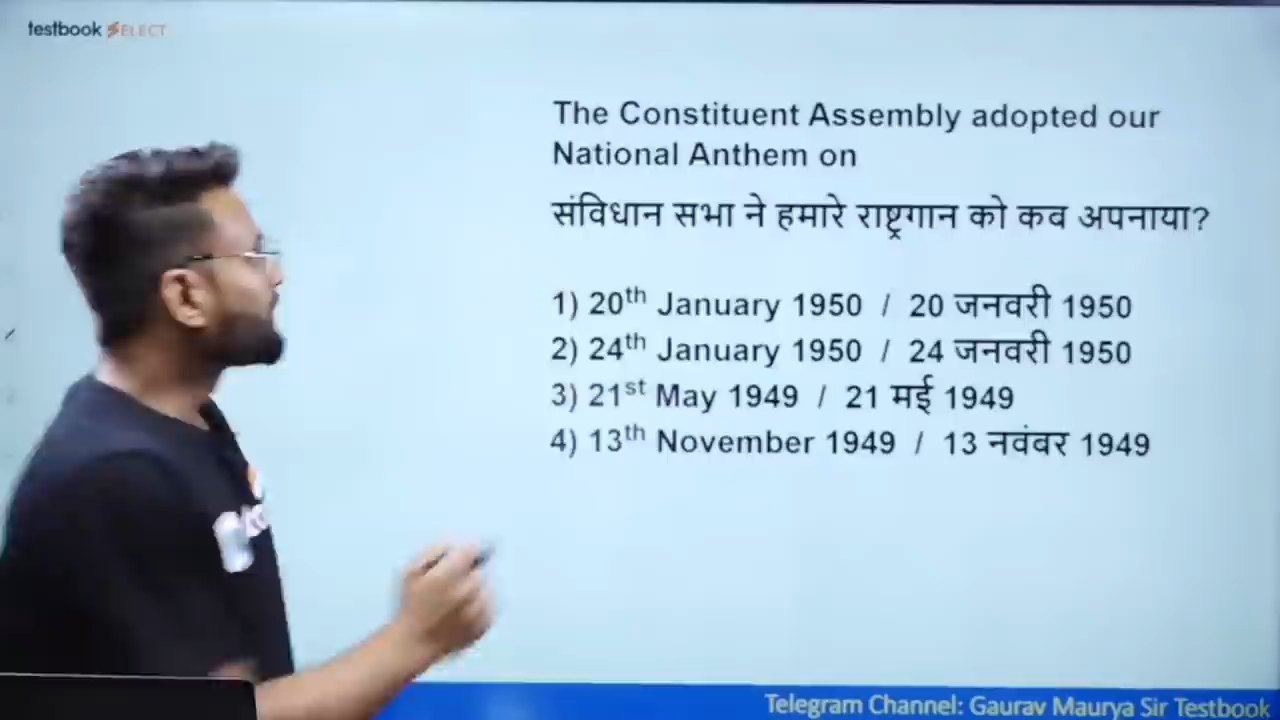 testbook SELECT
The Constituent Assembly adopted our
National Anthem on
संविधान सभा ने हमारे राष्ट्रगान को कब अपनाया?
1) 20th January 1950 / 20 जनवरी 1950
2) 24th January 1950 / 24 जनवरी 1950
3) 21st May 1949 / 21 मई 1949
4) 13th November 1949 / 13 नवंबर 1949
Telegram Channel: Gaurav Maurya Sir Testbook